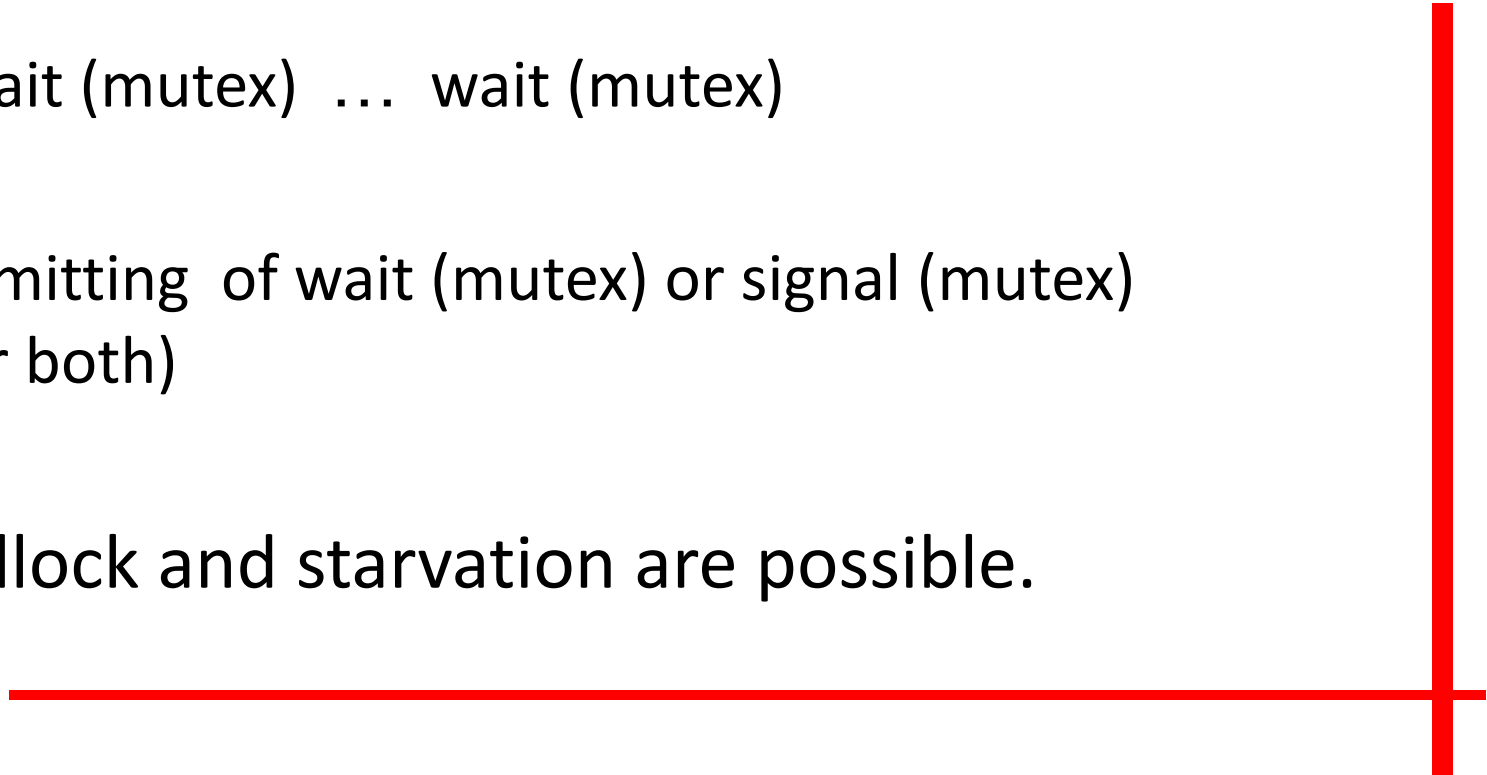 ait (mutex) … wait (mutex)
mitting of wait (mutex) or signal (mutex)
r both)
llock and starvation are possible.